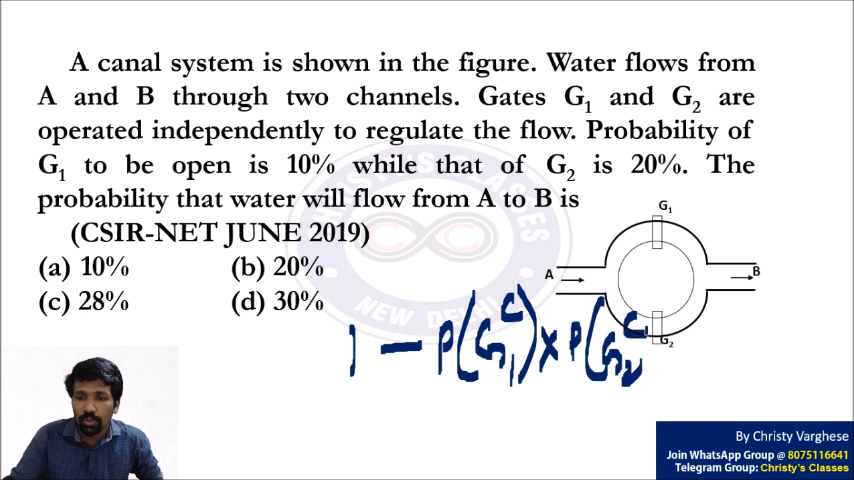 A canal system is shown in the figure. Water flows from
A and B through two channels. Gates G₁ and G₂ are
operated independently to regulate the flow. Probability of
G₁ to be open is 10% while that of G₂ is 20%. The
probability that water will flow from A to B is
(CSIR-NET JUNE 2019)
(a) 10% (b) 20%
(c) 28% (d) 30%
G₁
A
B
G₂
1 - P(G₁ᶜ) × P(G₂ᶜ
NEW DELHI
By Christy Varghese
Join WhatsApp Group @ 8075116641
Telegram Group: Christy's Classes